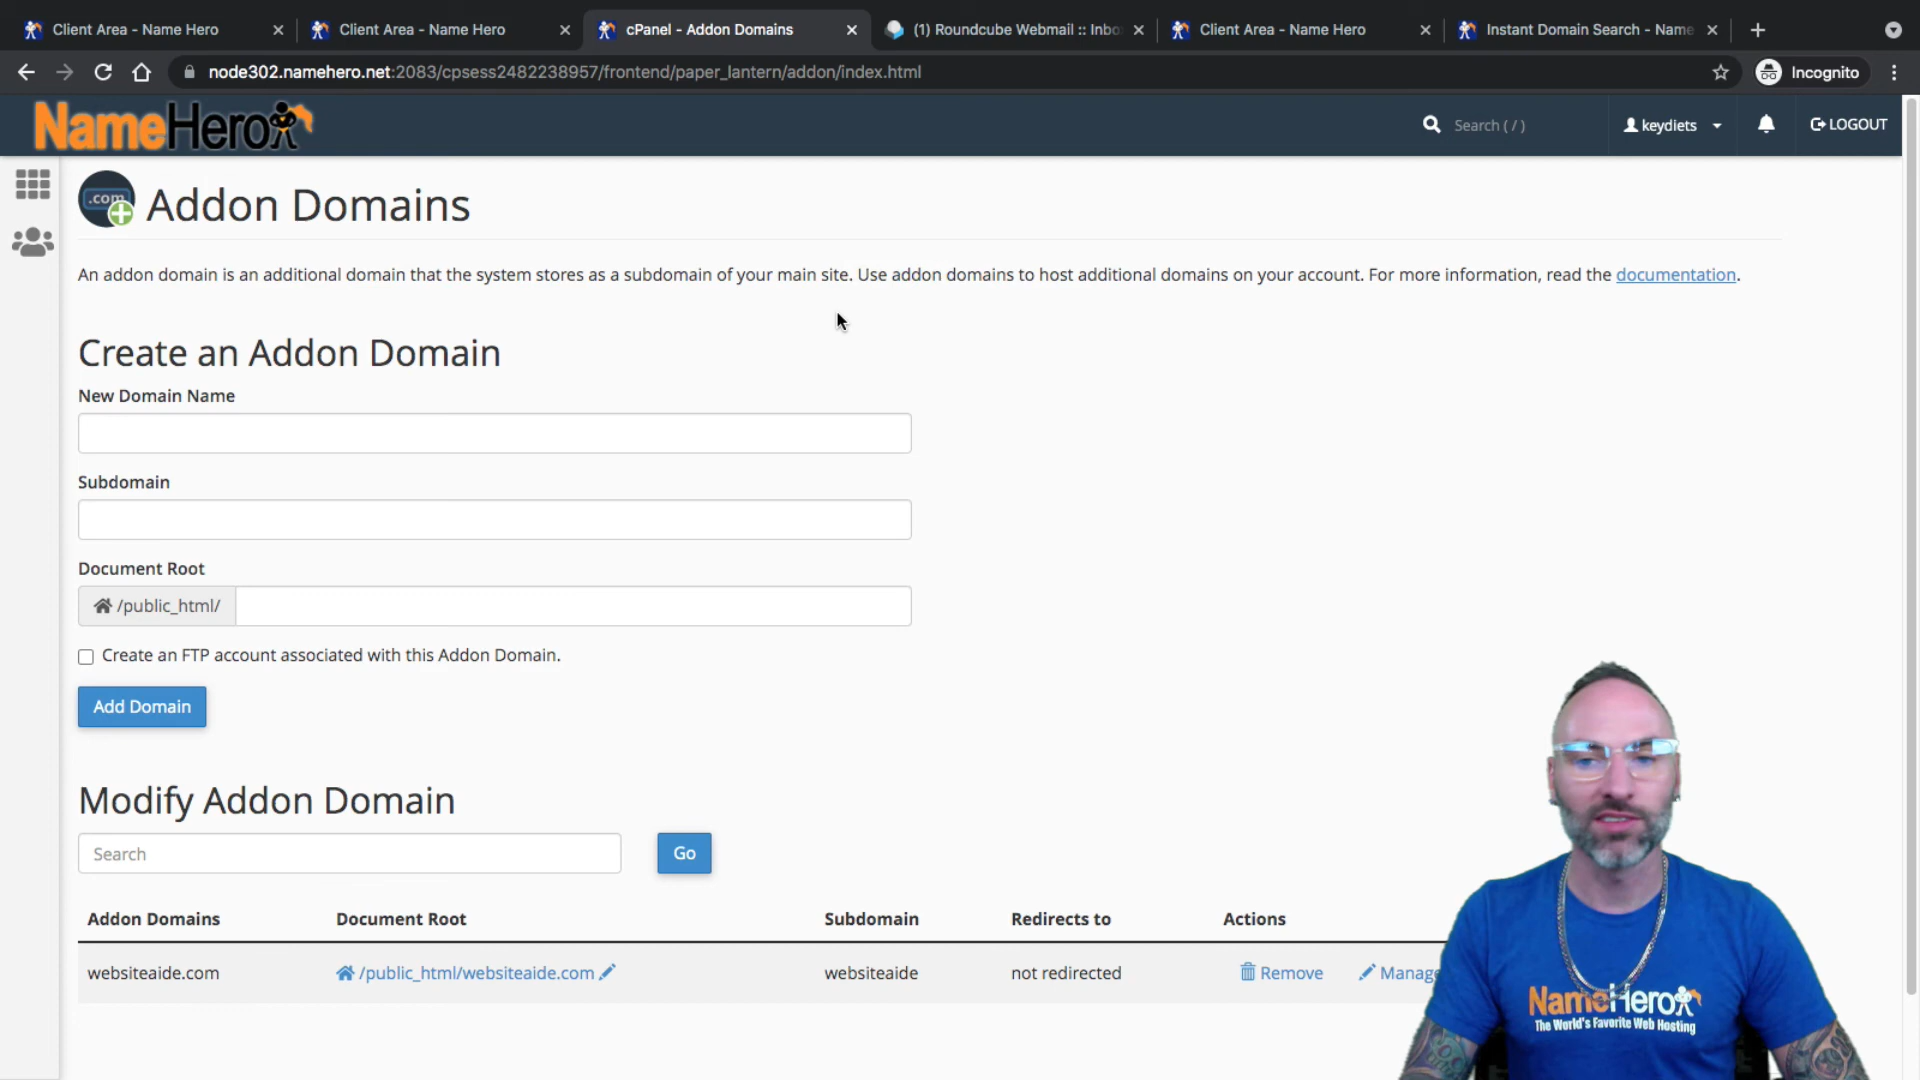 Client Area - Name Hero
Client Area - Name Hero
cPanel - Addon Domains
(1) Roundcube Webmail :: Inbo
Client Area - Name Hero
Instant Domain Search - Name
node302.namehero.net:2083/cpsess2482238957/frontend/paper_lantern/addon/index.html
Incognito
NameHero
Search ( / )
keydiets
LOGOUT
.com
Addon Domains
An addon domain is an additional domain that the system stores as a subdomain of your main site. Use addon domains to host additional domains on your account. For more information, read the documentation.
Create an Addon Domain
New Domain Name
Subdomain
Document Root
/public_html/
Create an FTP account associated with this Addon Domain.
Add Domain
Modify Addon Domain
Search
Go
Addon Domains
Document Root
Subdomain
Redirects to
Actions
websiteaide.com
/public_html/websiteaide.com
websiteaide
not redirected
Remove
Manage
NameHero
The World's Favorite Web Hosting